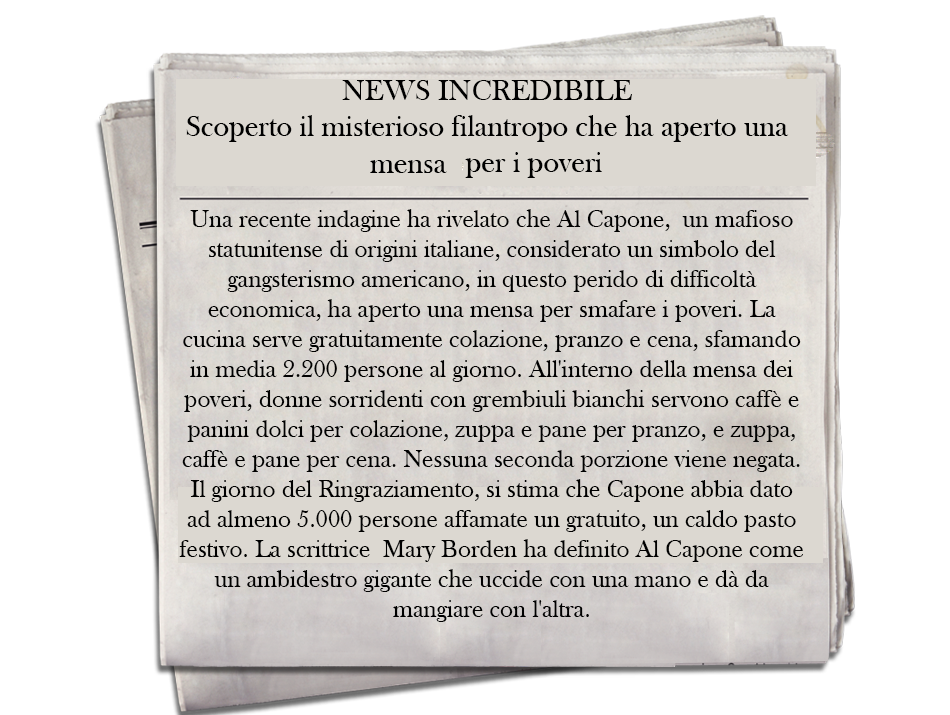 NEWS INCREDIBILE
Scoperto il misterioso filantropo che ha aperto una
mensa per i poveri
Una recente indagine ha rivelato che Al Capone, un mafioso
statunitense di origini italiane, considerato un simbolo del
gangsterismo americano, in questo perido di difficoltà
economica, ha aperto una mensa per smafare i poveri. La
cucina serve gratuitamente colazione, pranzo e cena, sfamando
in media 2.200 persone al giorno. All'interno della mensa dei
poveri, donne sorridenti con grembiuli bianchi servono caffè e
panini dolci per colazione, zuppa e pane per pranzo, e zuppa,
caffè e pane per cena. Nessuna seconda porzione viene negata.
Il giorno del Ringraziamento, si stima che Capone abbia dato
ad almeno 5.000 persone affamate un gratuito, un caldo pasto
festivo. La scrittrice Mary Borden ha definito Al Capone come
un ambidestro gigante che uccide con una mano e dà da
mangiare con l'altra.